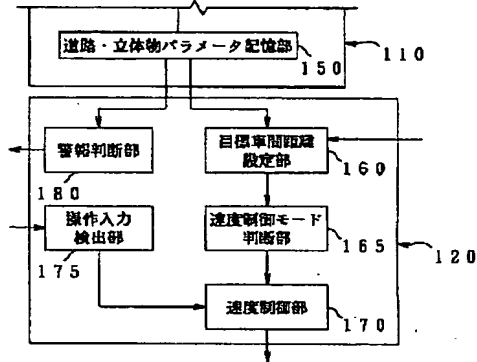 道路・立体物パラメータ記憶部
150
110
警報判断部
180
目標車間距離
設定部
160
操作入力
検出部
175
速度制御モード
判断部
165
120
速度制御部
170